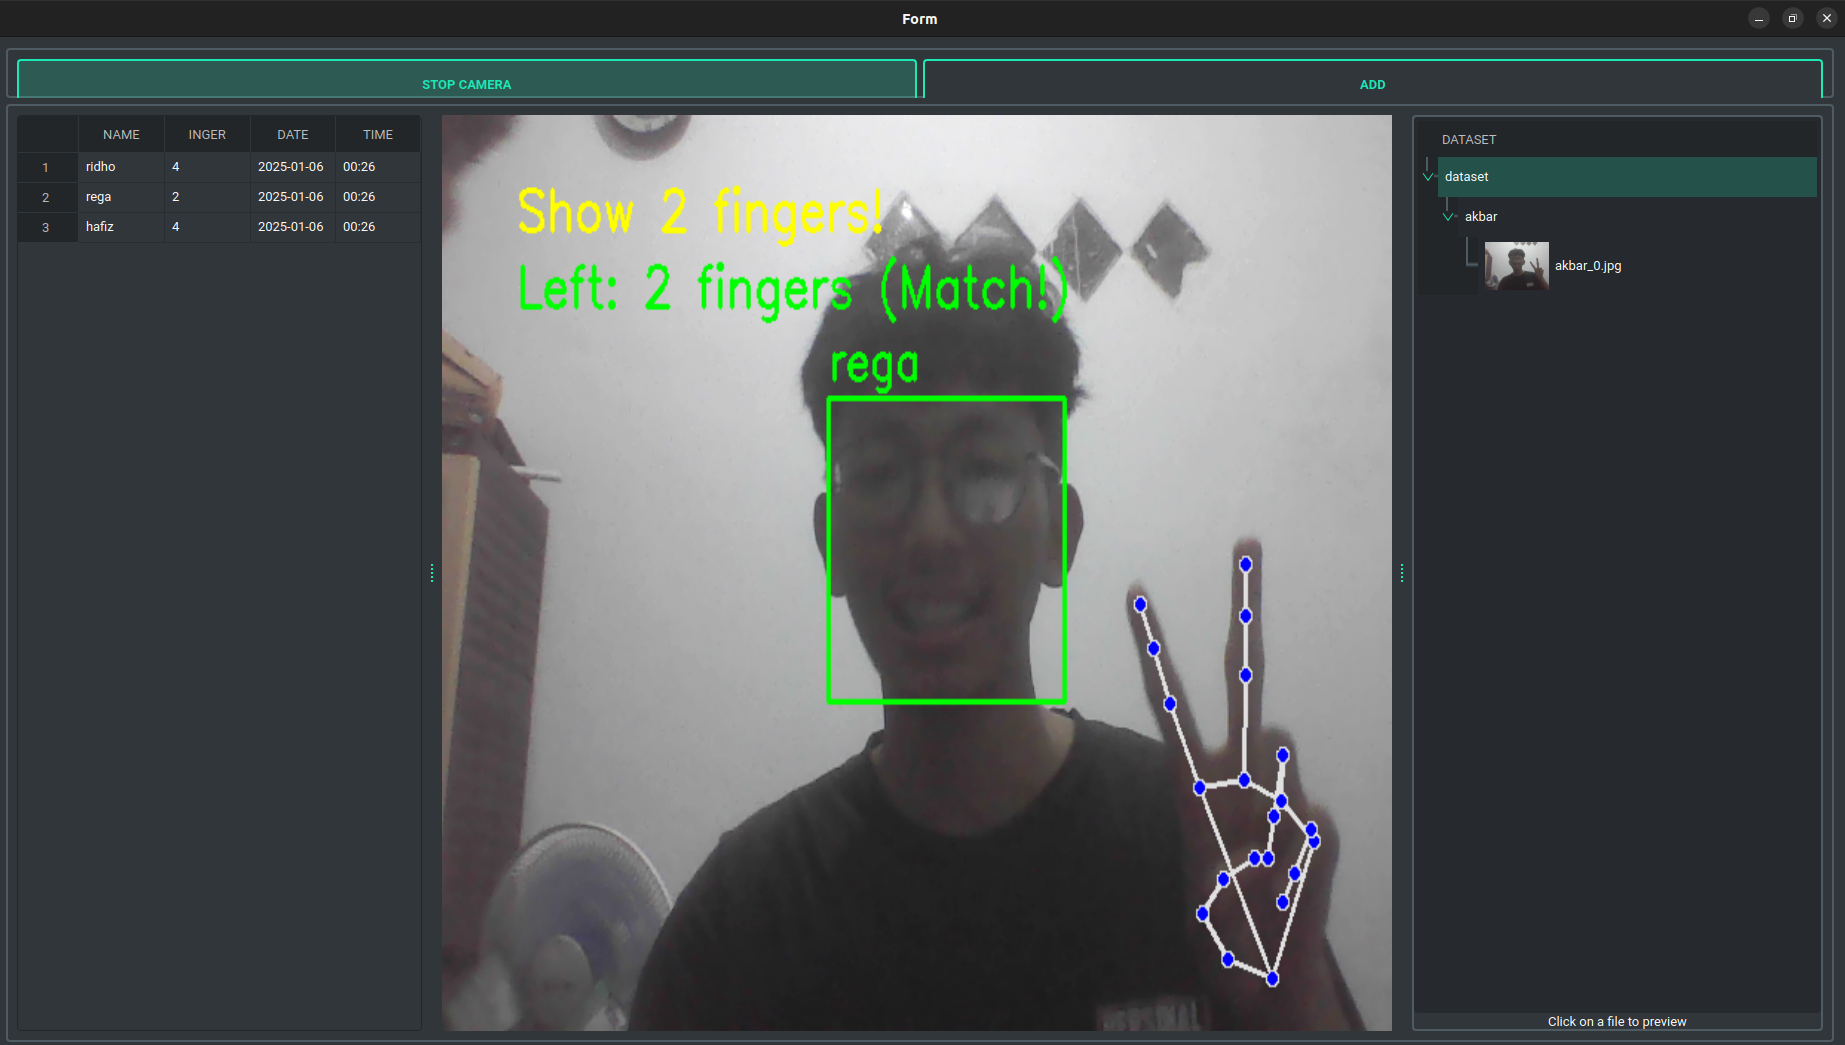 Form
STOP CAMERA
ADD
NAME INGER DATE TIME
1 ridho 4 2025-01-06 00:26
2 rega 2 2025-01-06 00:26
3 hafiz 4 2025-01-06 00:26
Show 2 fingers!
Left: 2 fingers (Match!)
rega
DATASET
dataset
akbar
akbar_0.jpg
Click on a file to preview